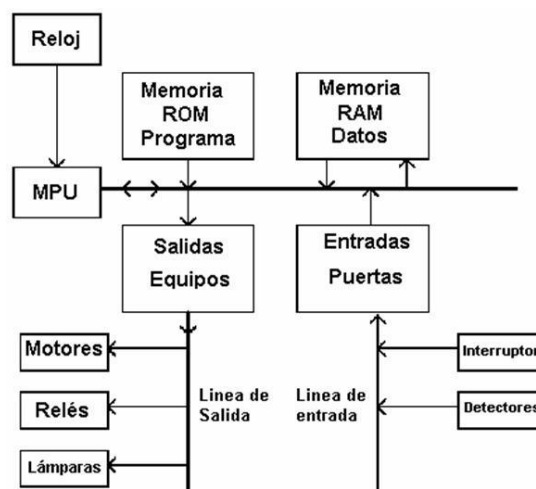 Reloj
Memoria
ROM
Programa
Memoria
RAM
Datos
MPU
Salidas
Equipos
Entradas
Puertas
Motores
Relés
Lámparas
Linea de
Salida
Linea de
entrada
Interruptor
Detectores